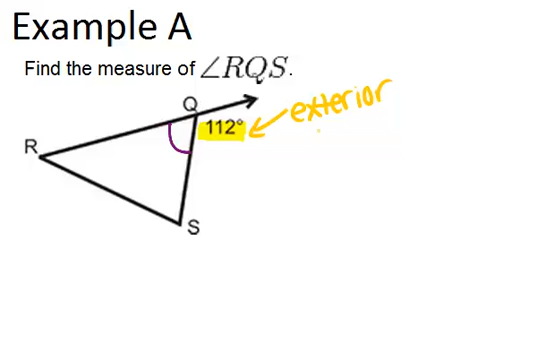 Example A
Find the measure of ∠RQS.
exterior
Q
112°
R
S